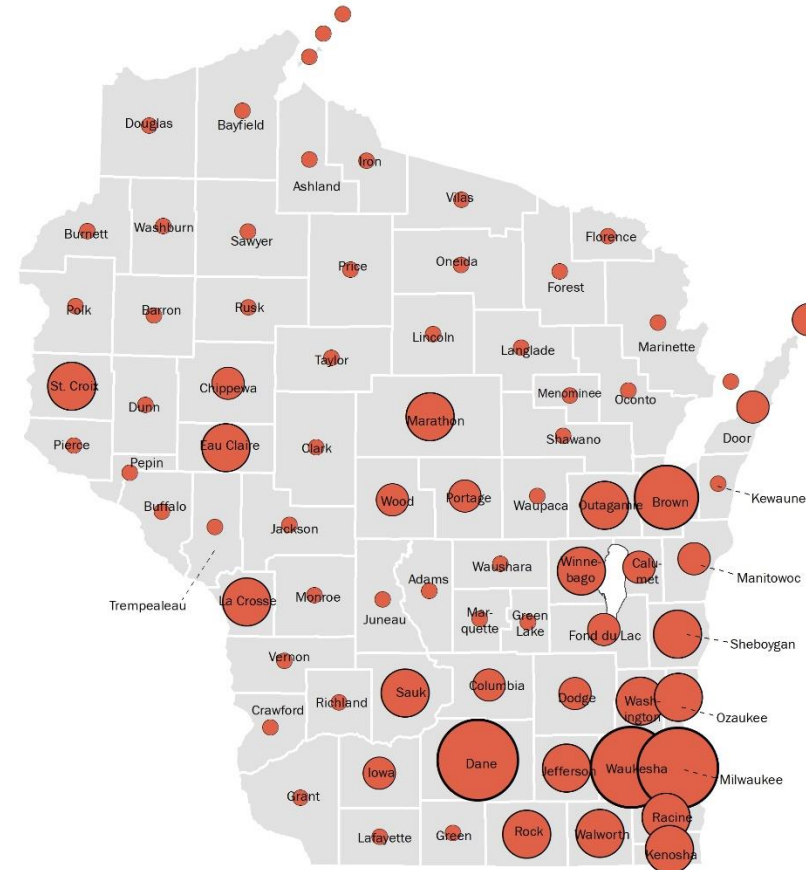 Douglas
Bayfield
Ashland
Iron
Vilas
Burnett
Washburn
Sawyer
Florence
Price
Oneida
Forest
Polk
Barron
Rusk
Lincoln
Langlade
Marinette
Taylor
St. Croix
Chippewa
Dunn
Menominee
Oconto
Marathon
Door
Shawano
Pierce
Eau Claire
Clark
Pepin
Wood
Portage
Waupaca
Outagamie
Brown
Kewaune
Buffalo
Jackson
Trempealeau
Waushara
Winne-
bago
Calu-
met
Manitowoc
Adams
La Crosse
Monroe
Juneau
Mar-
quette
Green
Lake
Fond du Lac
Sheboygan
Vernon
Richland
Sauk
Columbia
Dodge
Wash-
ington
Ozaukee
Crawford
Dane
Iowa
Jefferson
Waukesha
Milwaukee
Grant
Lafayette
Green
Rock
Walworth
Racine
Kenosha